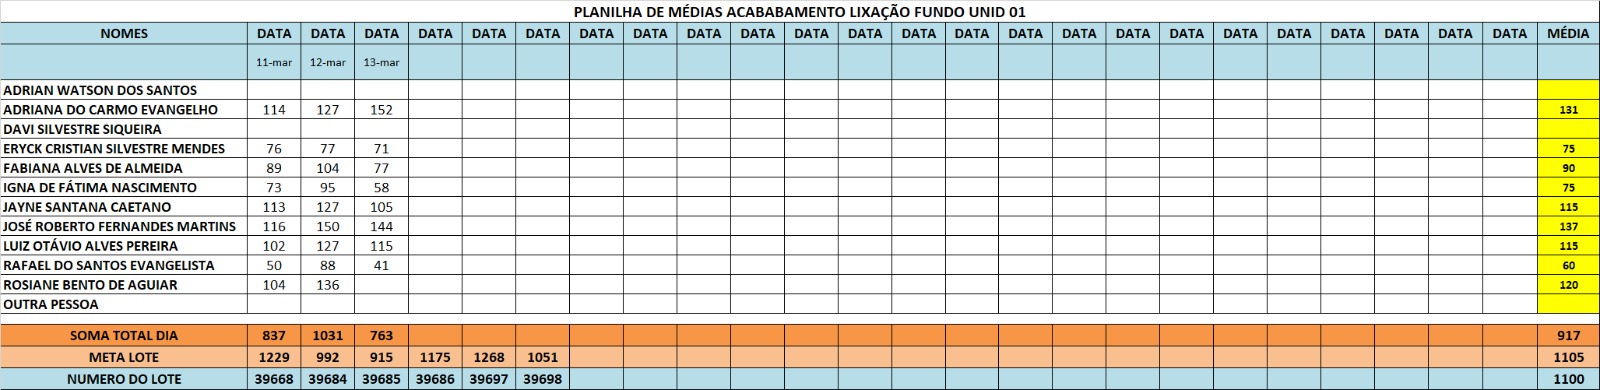 PLANILHA DE MÉDIAS ACABABAMENTO LIXAÇÃO FUNDO UNID 01
NOMES DATA DATA DATA DATA DATA DATA DATA DATA DATA DATA DATA DATA DATA DATA DATA DATA DATA DATA DATA DATA DATA DATA DATA DATA MÉDIA
11-mar 12-mar 13-mar
ADRIAN WATSON DOS SANTOS
ADRIANA DO CARMO EVANGELHO 114 127 152 131
DAVI SILVESTRE SIQUEIRA
ERYCK CRISTIAN SILVESTRE MENDES 76 77 71 75
FABIANA ALVES DE ALMEIDA 89 104 77 90
IGNA DE FÁTIMA NASCIMENTO 73 95 58 75
JAYNE SANTANA CAETANO 113 127 105 115
JOSÉ ROBERTO FERNANDES MARTINS 116 150 144 137
LUIZ OTÁVIO ALVES PEREIRA 102 127 115 115
RAFAEL DO SANTOS EVANGELISTA 50 88 41 60
ROSIANE BENTO DE AGUIAR 104 136 120
OUTRA PESSOA
SOMA TOTAL DIA 837 1031 763 917
META LOTE 1229 992 915 1175 1268 1051 1105
NUMERO DO LOTE 39668 39684 39685 39686 39697 39698 1100